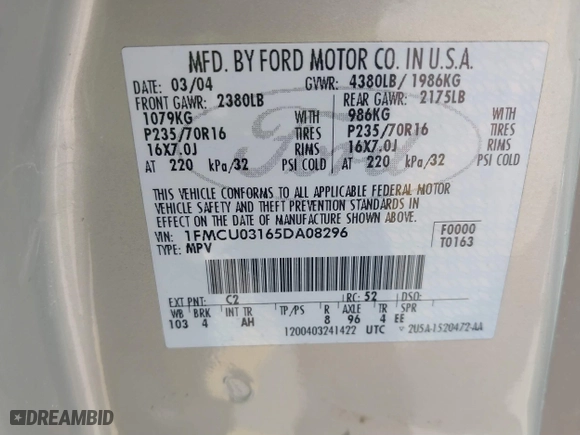 MFD. BY FORD MOTOR CO. IN U.S.A.
DATE: 03/04 GVWR: 4380LB/ 1986KG
FRONT GAWR: 2380LB REAR GAWR: 2175LB
1079KG WITH 986KG WITH
P235/70R16 TIRES P235/70R16 TIRES
16X7.0J RIMS 16X7.0J RIMS
AT 220 kPa/32 PSI COLD AT 220 kPa/32 PSI COLD
THIS VEHICLE CONFORMS TO ALL APPLICABLE FEDERAL MOTOR
VEHICLE SAFETY AND THEFT PREVENTION STANDARDS IN
EFFECT ON THE DATE OF MANUFACTURE SHOWN ABOVE.
VIN: 1FMCU03165DA08296 F0000
TYPE: MPV T0163
EXT PNT: C2 RC: 52 DSO:
WB BRK INT TR TP/PS R AXLE TR SPR
103 4 AH 8 96 4 EE
1200403241422 UTC 2USA-1520472-AA
Ford
DREAMBID